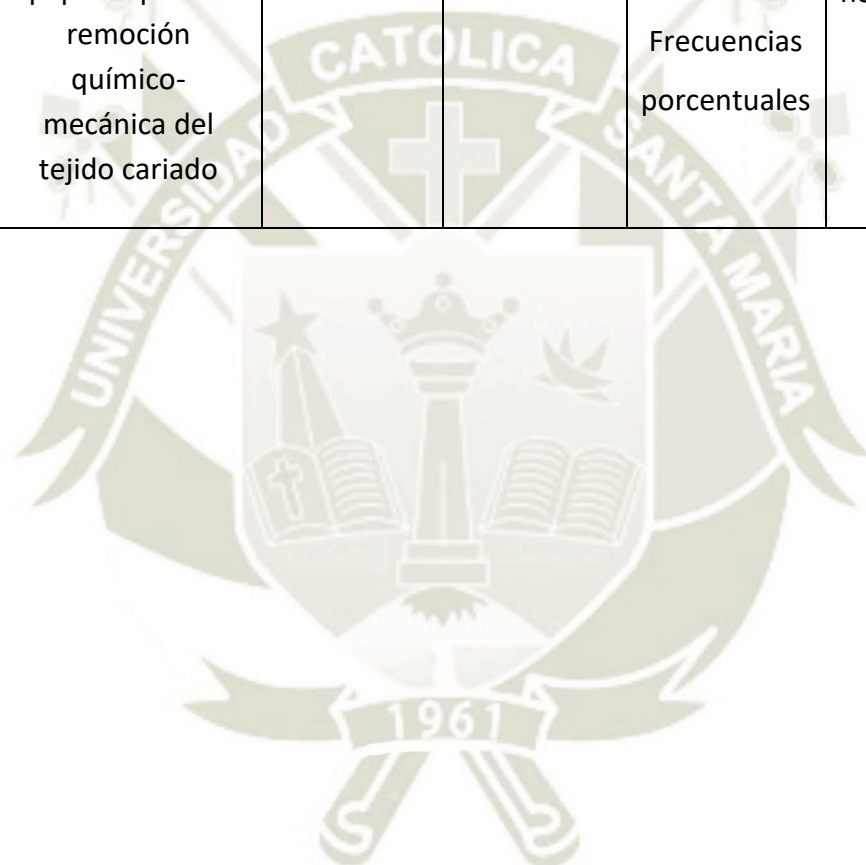 remoción
químico-
mecánica del
tejido cariado
Frecuencias
porcentuales
UNIVERSIDAD CATOLICA SANTA MARIA
1961